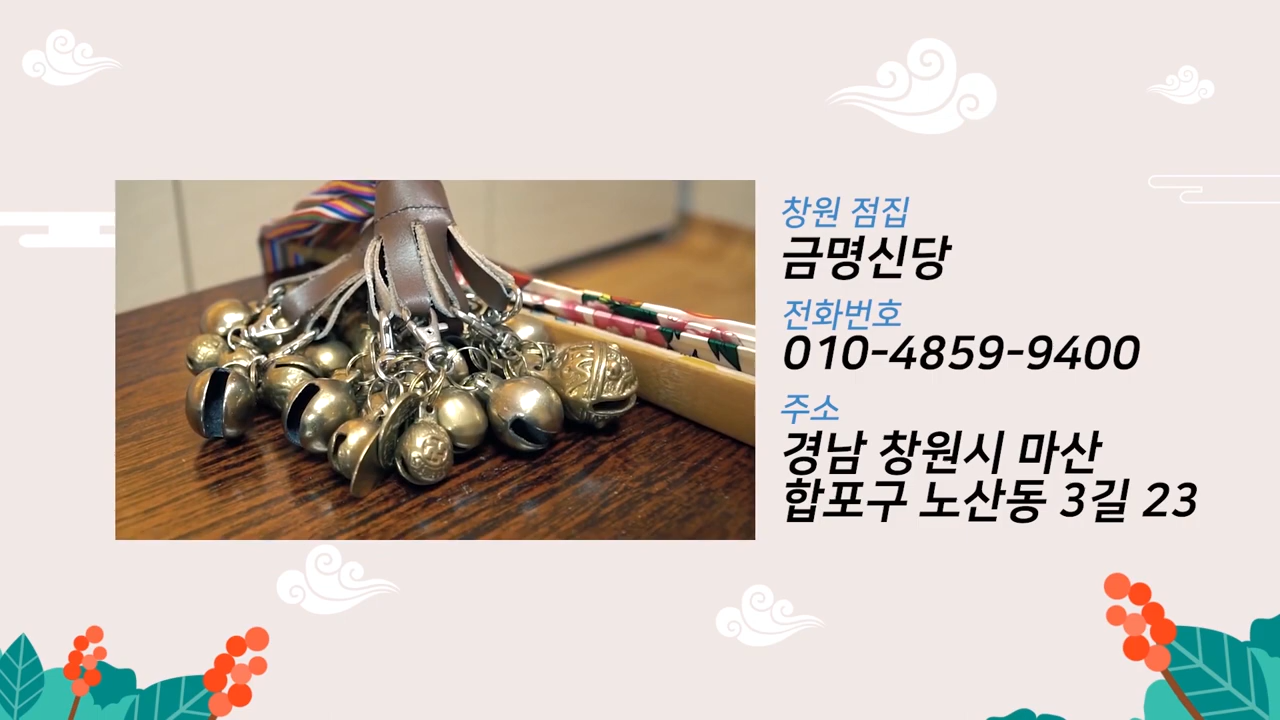 창원 점집
금명신당
전화번호
010-4859-9400
주소
경남 창원시 마산
합포구 노산동 3길 23